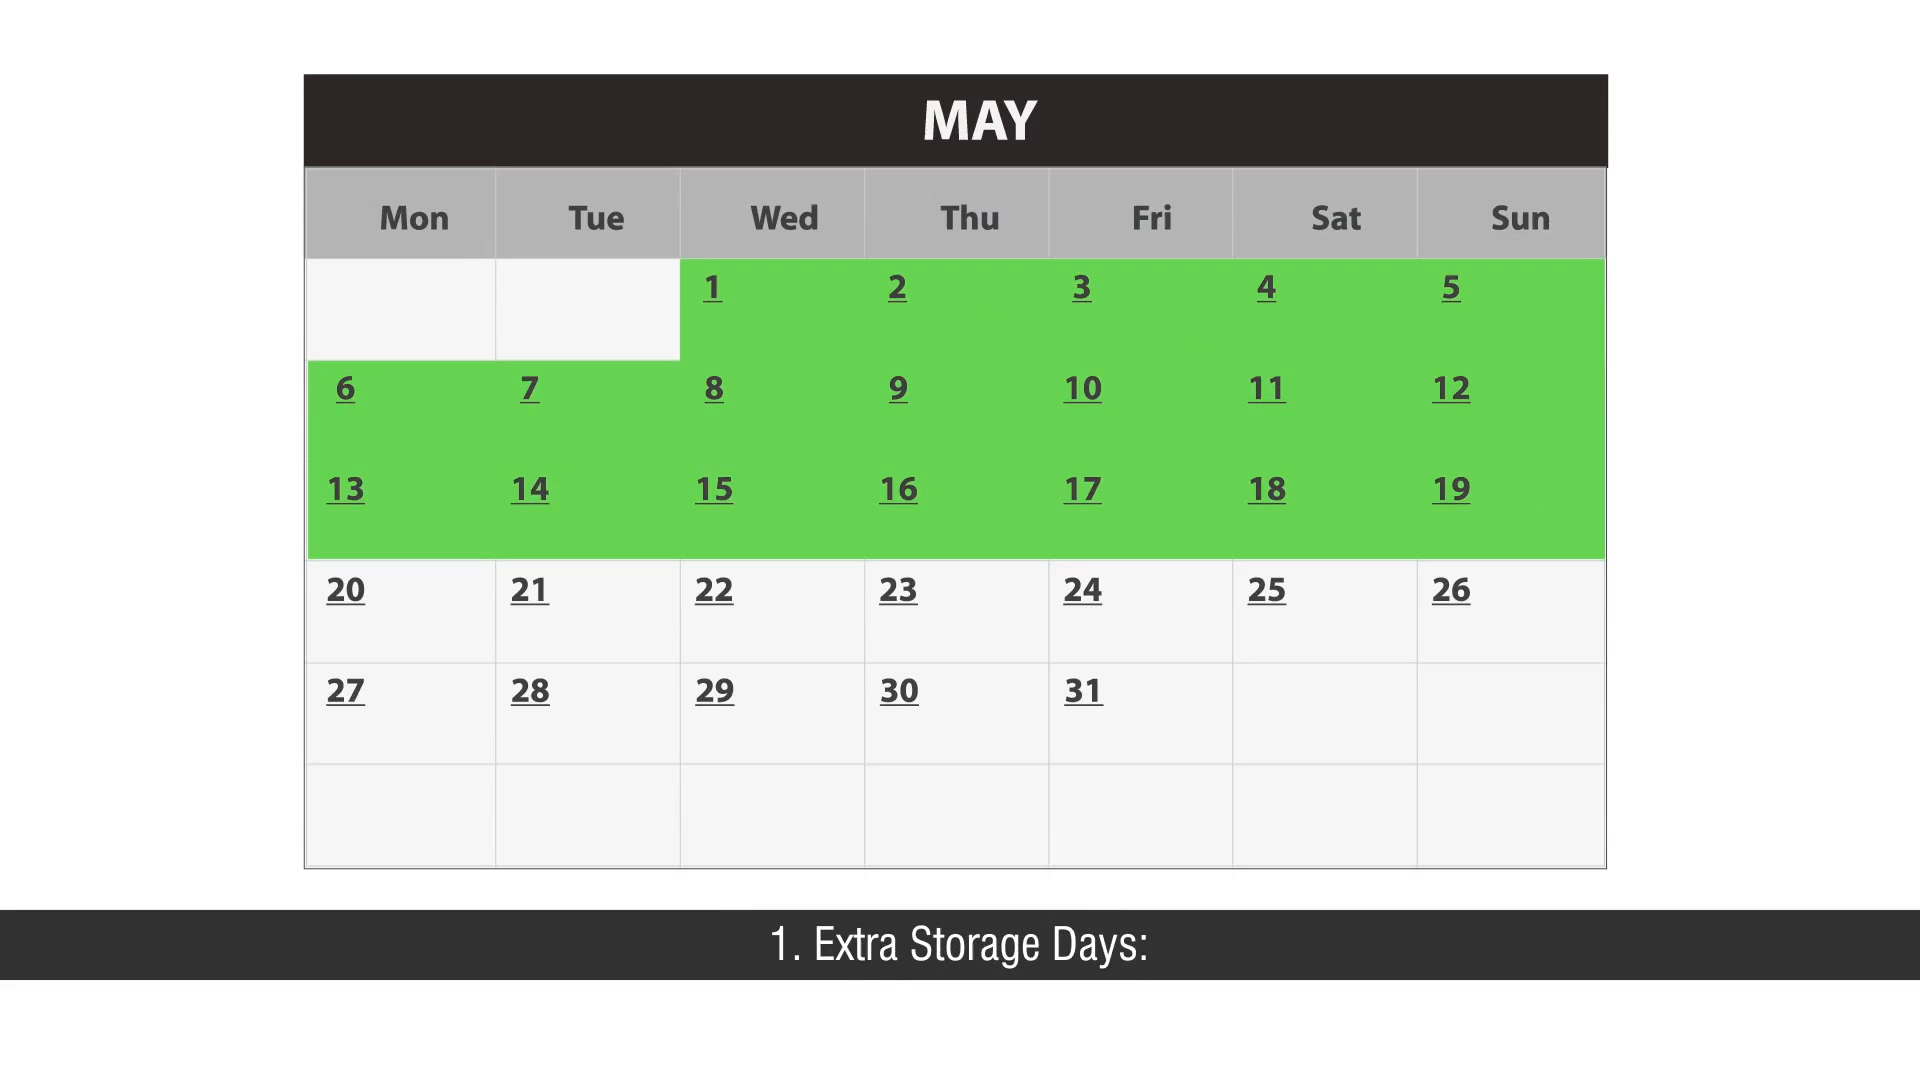 MAY
Mon Tue Wed Thu Fri Sat Sun
1 2 3 4 5
6 7 8 9 10 11 12
13 14 15 16 17 18 19
20 21 22 23 24 25 26
27 28 29 30 31
1. Extra Storage Days: